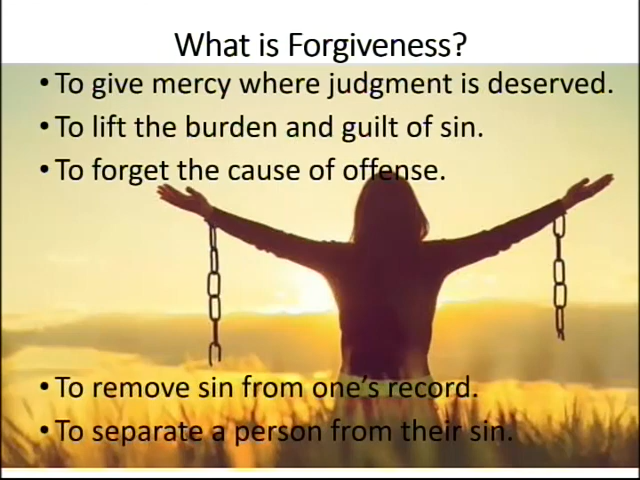 What is Forgiveness?
• To give mercy where judgment is deserved.
• To lift the burden and guilt of sin.
• To forget the cause of offense.
• To remove sin from one's record.
• To separate a person from their sin.